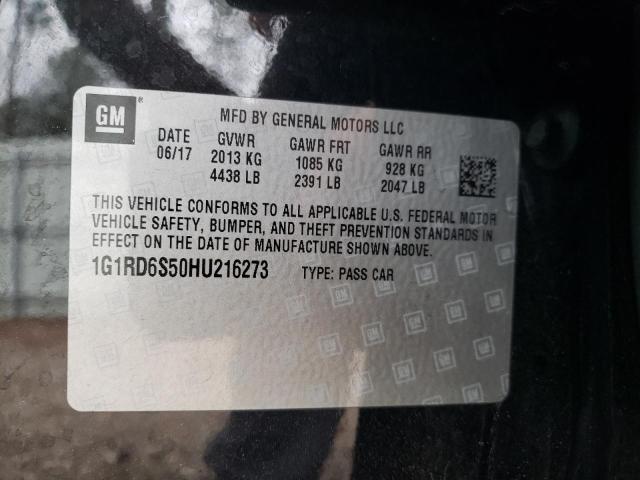 GM
MFD BY GENERAL MOTORS LLC
DATE GVWR GAWR FRT GAWR RR
06/17 2013 KG 1085 KG 928 KG
4438 LB 2391 LB 2047 LB
THIS VEHICLE CONFORMS TO ALL APPLICABLE U.S. FEDERAL MOTOR
VEHICLE SAFETY, BUMPER, AND THEFT PREVENTION STANDARDS IN
EFFECT ON THE DATE OF MANUFACTURE SHOWN ABOVE.
1G1RD6S50HU216273 TYPE: PASS CAR